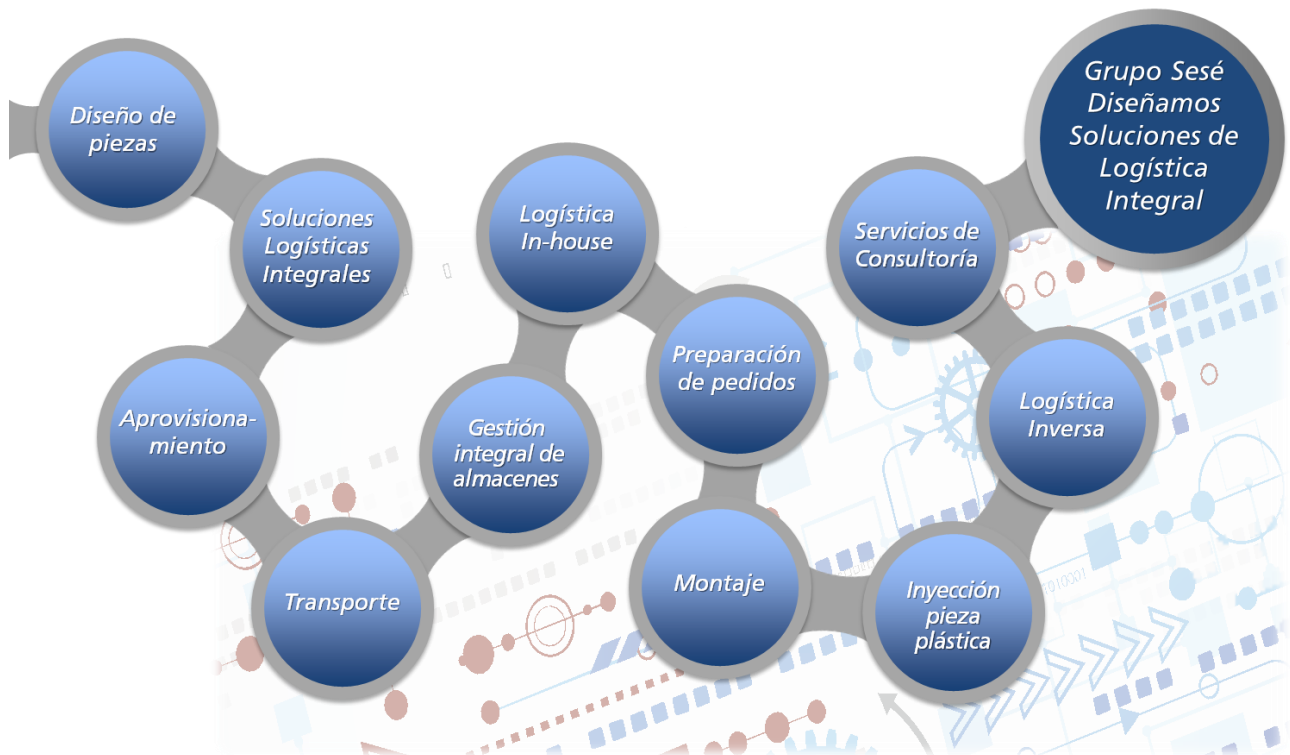 Diseño de
piezas
Soluciones
Logísticas
Integrales
Aprovisiona-
miento
Transporte
Gestión
integral de
almacenes
Logística
In-house
Preparación
de pedidos
Montaje
Inyección
pieza
plástica
Logística
Inversa
Servicios de
Consultoría
Grupo Sesé
Diseñamos
Soluciones de
Logística
Integral